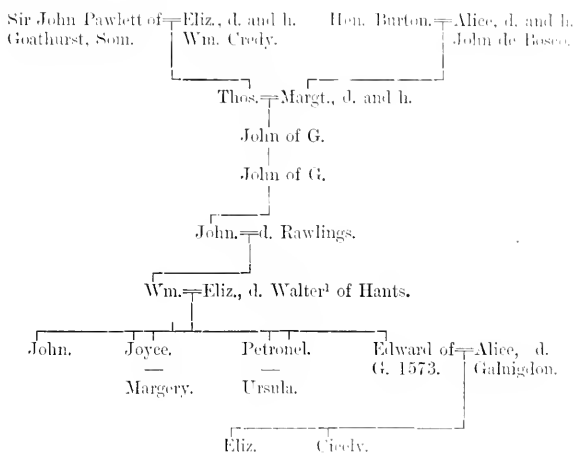 Sir John Pawlett of = Eliz., d. and h. Hen. Burton. = Alice, d. and h.
Goathurst, Som. Wm. Credy. John de Bosco.
Thos. = Margt., d. and h.
John of G.
John of G.
John. = d. Rawlings.
Wm. = Eliz., d. Walter¹ of Hants.
John. Joyce. Petronel. Edward of = Alice, d.
Margery. Ursula. G. 1573. Galnigdon.
Eliz. Cicely.